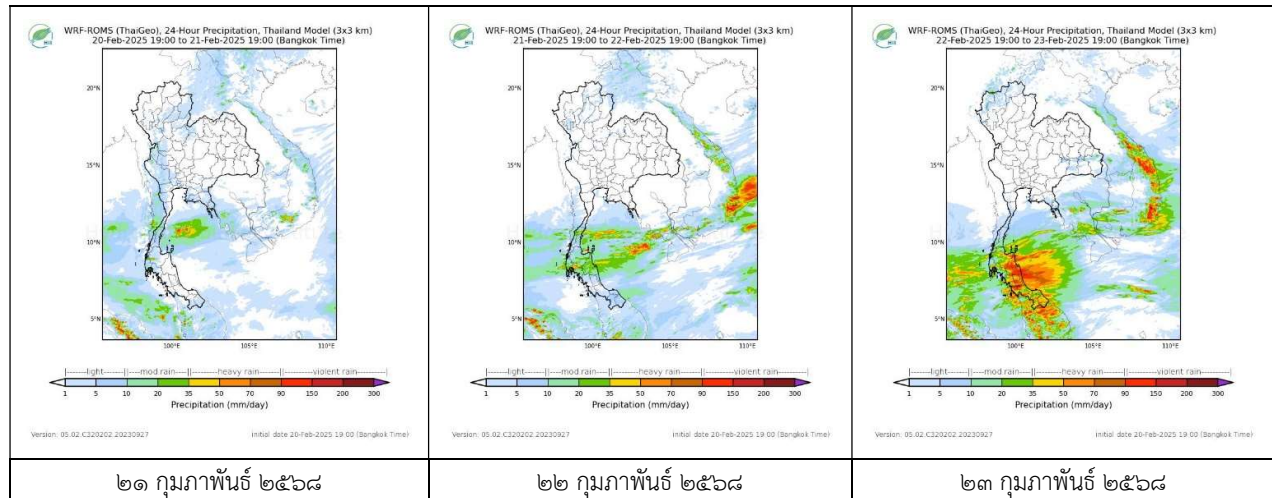 WRF-ROMS (ThaiGeo), 24-Hour Precipitation, Thailand Model (3x3 km)
20-Feb-2025 19:00 to 21-Feb-2025 19:00 (Bangkok Time)
20°N
15°N
10°N
5°N
100°E
105°E
110°E
|--------light--------||----mod rain----||--------heavy rain--------||--------violent rain--------|
1 5 10 20 35 50 70 90 150 200 300
Precipitation (mm/day)
Version: 05.02.C320202.20230927
initial date 20-Feb-2025 19:00 (Bangkok Time)
๒๑ กุมภาพันธ์ ๒๕๖๘
WRF-ROMS (ThaiGeo), 24-Hour Precipitation, Thailand Model (3x3 km)
21-Feb-2025 19:00 to 22-Feb-2025 19:00 (Bangkok Time)
20°N
15°N
10°N
5°N
100°E
105°E
110°E
|--------light--------||----mod rain----||--------heavy rain--------||--------violent rain--------|
1 5 10 20 35 50 70 90 150 200 300
Precipitation (mm/day)
Version: 05.02.C320202.20230927
initial date 20-Feb-2025 19:00 (Bangkok Time)
๒๒ กุมภาพันธ์ ๒๕๖๘
WRF-ROMS (ThaiGeo), 24-Hour Precipitation, Thailand Model (3x3 km)
22-Feb-2025 19:00 to 23-Feb-2025 19:00 (Bangkok Time)
20°N
15°N
10°N
5°N
100°E
105°E
110°E
|--------light--------||----mod rain----||--------heavy rain--------||--------violent rain--------|
1 5 10 20 35 50 70 90 150 200 300
Precipitation (mm/day)
Version: 05.02.C320202.20230927
initial date 20-Feb-2025 19:00 (Bangkok Time)
๒๓ กุมภาพันธ์ ๒๕๖๘